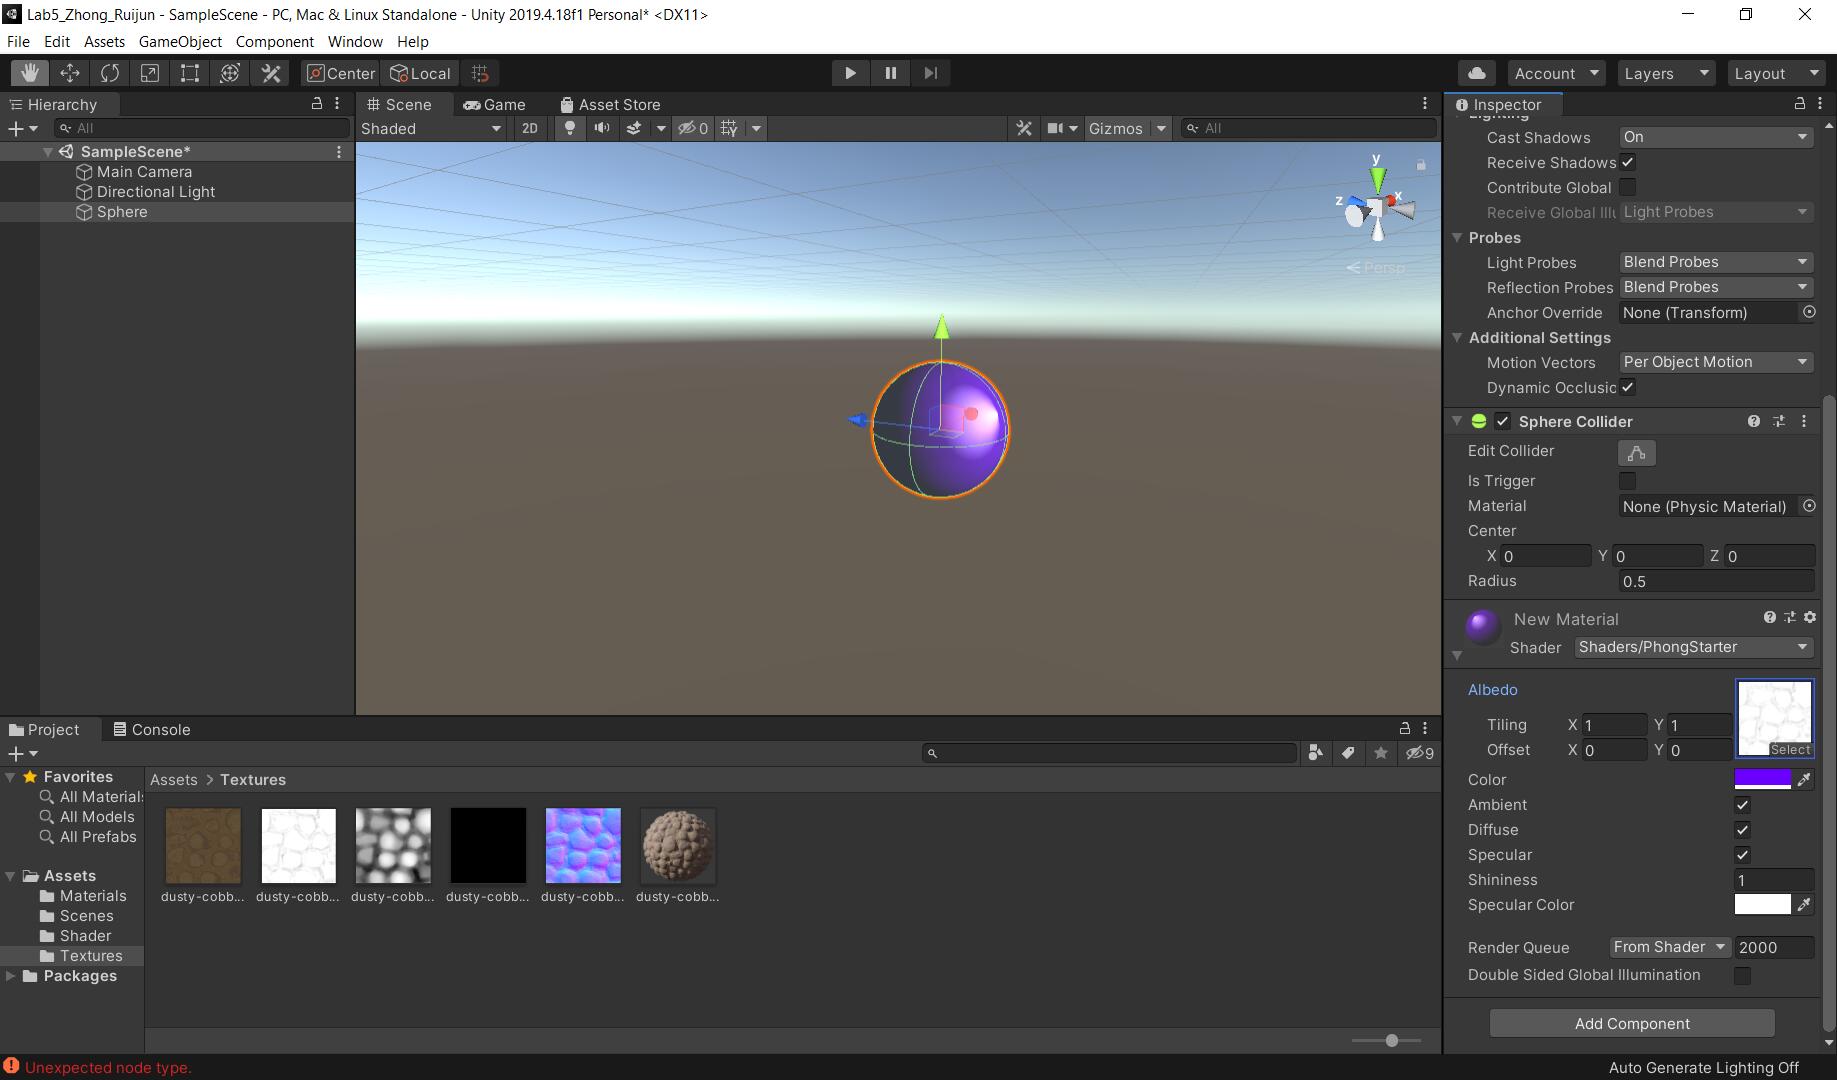 Lab5_Zhong_Ruijun - SampleScene - PC, Mac & Linux Standalone - Unity 2019.4.18f1 Personal* <DX11>
File Edit Assets GameObject Component Window Help
Center Local
Account Layers Layout
Hierarchy
All
SampleScene*
Main Camera
Directional Light
Sphere
Scene Game Asset Store
Shaded 2D 0 Gizmos All
y
x
z
Persp
Inspector
Lighting
Cast Shadows On
Receive Shadows
Contribute Global
Receive Global Illu Light Probes
Probes
Light Probes Blend Probes
Reflection Probes Blend Probes
Anchor Override None (Transform)
Additional Settings
Motion Vectors Per Object Motion
Dynamic Occlusic
Sphere Collider
Edit Collider
Is Trigger
Material None (Physic Material)
Center
X 0 Y 0 Z 0
Radius 0.5
New Material
Shader Shaders/PhongStarter
Albedo
Tiling X 1 Y 1
Offset X 0 Y 0
Select
Color
Ambient
Diffuse
Specular
Shininess 1
Specular Color
Render Queue From Shader 2000
Double Sided Global Illumination
Add Component
Project Console
9
Favorites
All Material
All Models
All Prefabs
Assets
Materials
Scenes
Shader
Textures
Packages
Assets > Textures
dusty-cobb... dusty-cobb... dusty-cobb... dusty-cobb... dusty-cobb... dusty-cobb...
Unexpected node type.
Auto Generate Lighting Off